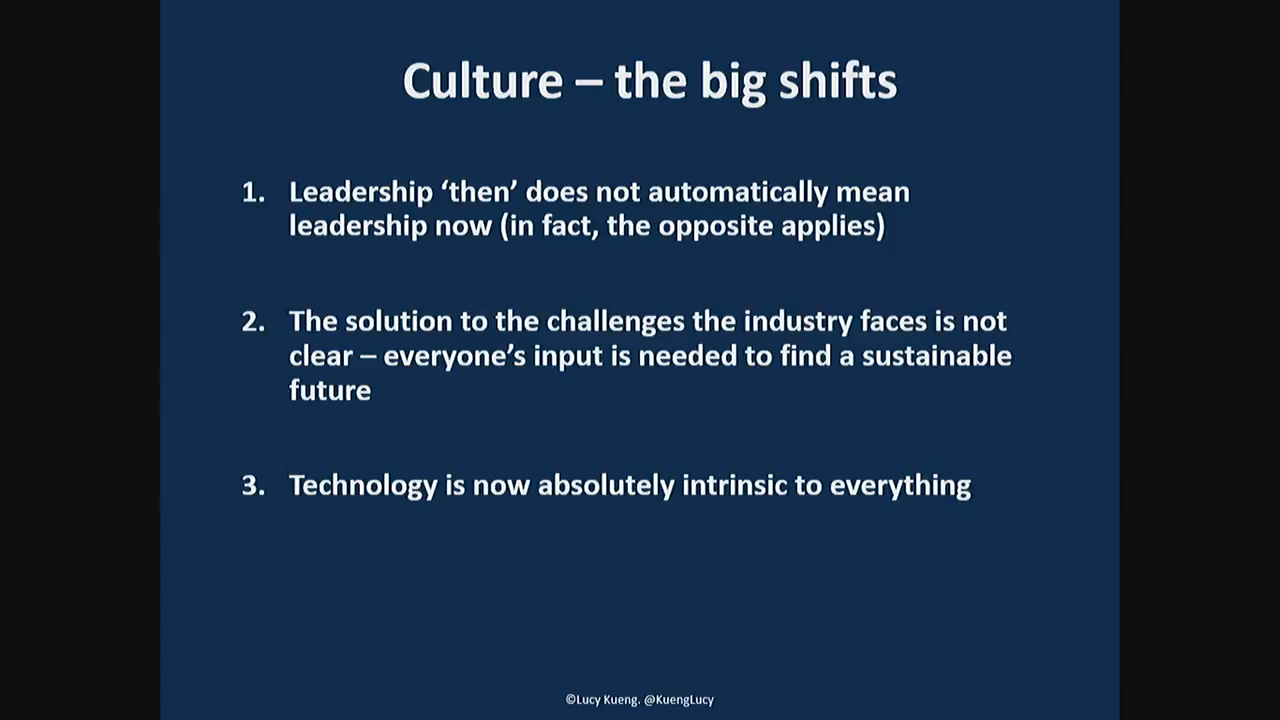 Culture – the big shifts
1. Leadership ‘then’ does not automatically mean
leadership now (in fact, the opposite applies)
2. The solution to the challenges the industry faces is not
clear – everyone’s input is needed to find a sustainable
future
3. Technology is now absolutely intrinsic to everything
©Lucy Kueng. @KuengLucy